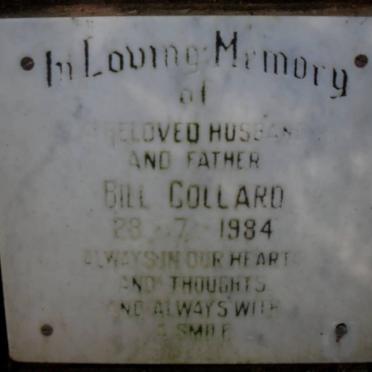 In Loving Memory
of
A BELOVED HUSBAND
AND FATHER
BILL COLLARD
28 7 1984
ALWAYS IN OUR HEARTS
AND THOUGHTS
AND ALWAYS WITH
A SMILE